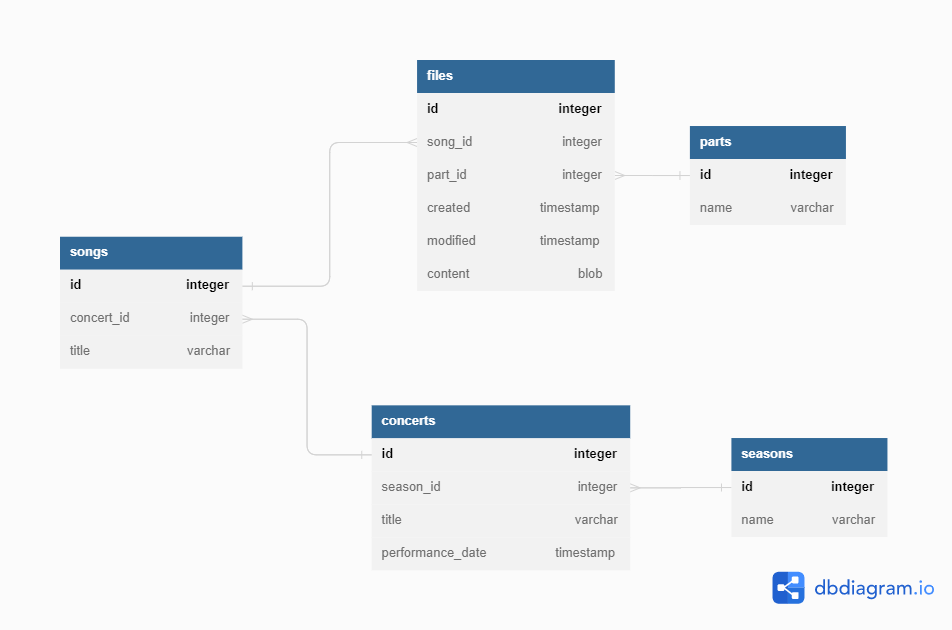 files
id integer
song_id integer
part_id integer
created timestamp
modified timestamp
content blob
parts
id integer
name varchar
songs
id integer
concert_id integer
title varchar
concerts
id integer
season_id integer
title varchar
performance_date timestamp
seasons
id integer
name varchar
dbdiagram.io